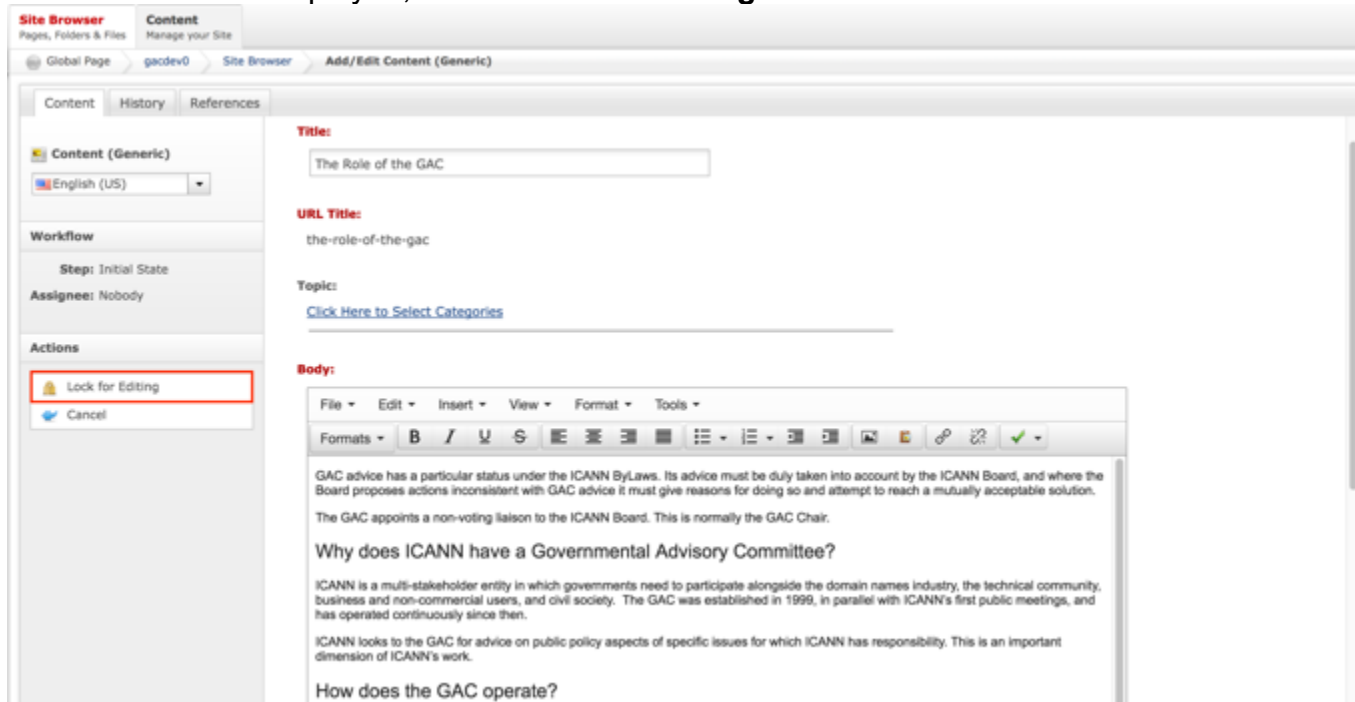 Site Browser
Pages, Folders & Files
Content
Manage your Site
Global Page gacdev0 Site Browser Add/Edit Content (Generic)
Content History References
Content (Generic)
English (US)
Workflow
Step: Initial State
Assignee: Nobody
Actions
Lock for Editing
Cancel
Title:
The Role of the GAC
URL Title:
the-role-of-the-gac
Topic:
Click Here to Select Categories
Body:
File Edit Insert View Format Tools
Formats B I U S
GAC advice has a particular status under the ICANN ByLaws. Its advice must be duly taken into account by the ICANN Board, and where the
Board proposes actions inconsistent with GAC advice it must give reasons for doing so and attempt to reach a mutually acceptable solution.
The GAC appoints a non-voting liaison to the ICANN Board. This is normally the GAC Chair.
Why does ICANN have a Governmental Advisory Committee?
ICANN is a multi-stakeholder entity in which governments need to participate alongside the domain names industry, the technical community,
business and non-commercial users, and civil society. The GAC was established in 1999, in parallel with ICANN's first public meetings, and
has operated continuously since then.
ICANN looks to the GAC for advice on public policy aspects of specific issues for which ICANN has responsibility. This is an important
dimension of ICANN's work.
How does the GAC operate?